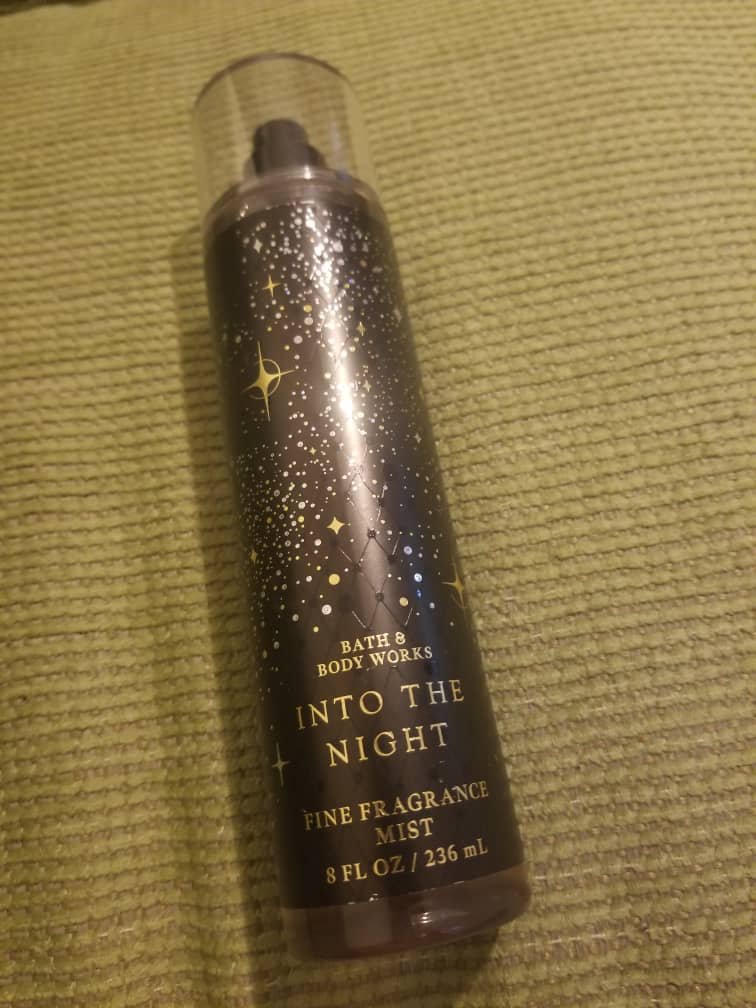 BATH &
BODY WORKS
INTO THE
NIGHT
FINE FRAGRANCE
MIST
8 FL OZ / 236 mL